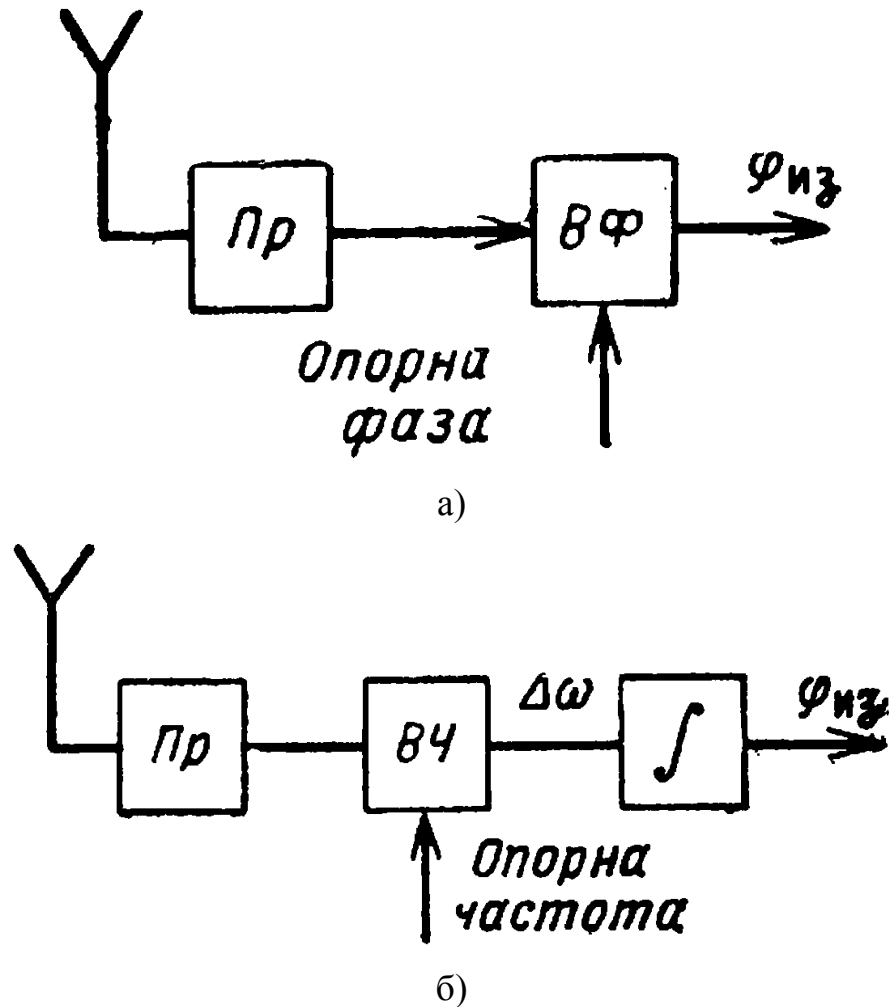 Пр
ВФ
φиз
Опорна
фаза
а)
Пр
ВЧ
Δω
∫
φиз
Опорна
частота
б)